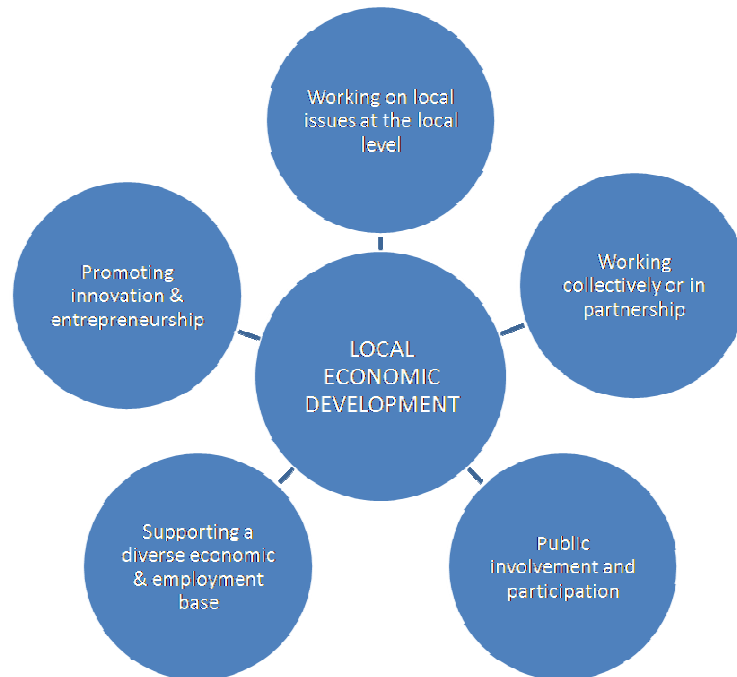 Working on local
issues at the local
level
Working
collectively or in
partnership
Public
involvement and
participation
Supporting a
diverse economic
& employment
base
Promoting
innovation &
entrepreneurship
LOCAL
ECONOMIC
DEVELOPMENT